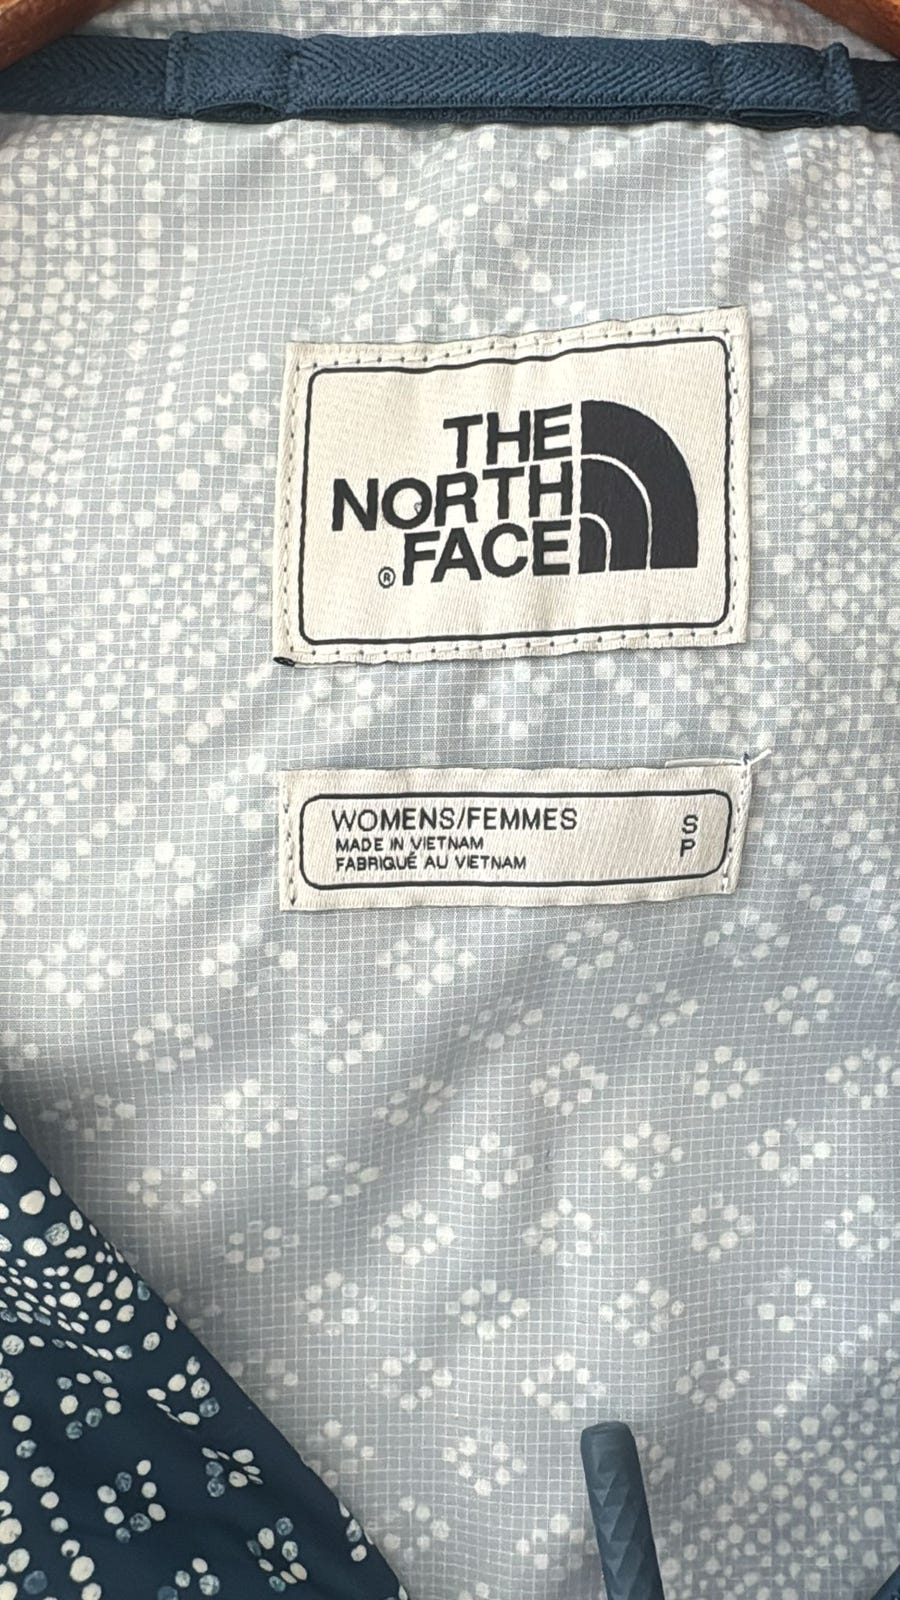 THE
NORTH
® FACE
WOMENS/FEMMES S
MADE IN VIETNAM P
FABRIQUÉ AU VIETNAM